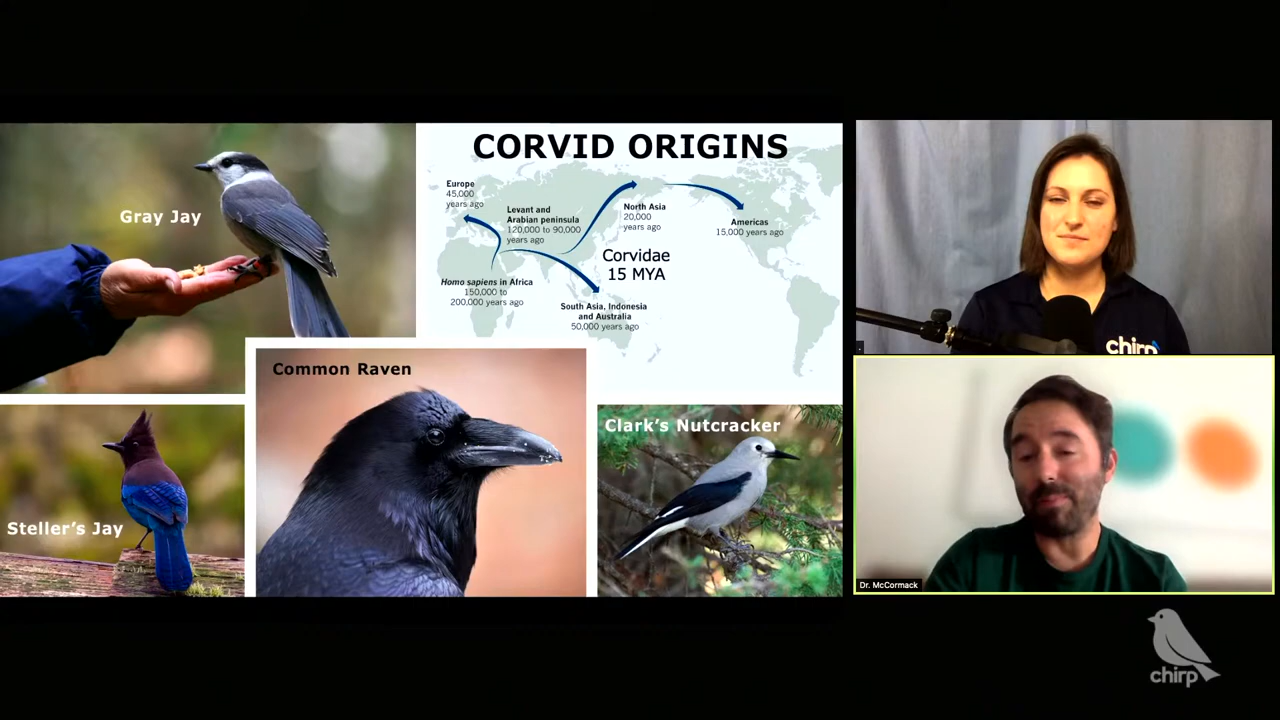 CORVID ORIGINS
Gray Jay
Europe
45,000
years ago
Levant and
Arabian peninsula
120,000 to 90,000
years ago
North Asia
20,000
years ago
Americas
15,000 years ago
Corvidae
15 MYA
Homo sapiens in Africa
150,000 to
200,000 years ago
South Asia, Indonesia
and Australia
50,000 years ago
Common Raven
Clark's Nutcracker
Steller's Jay
chirp
Dr. McCormack
chirp